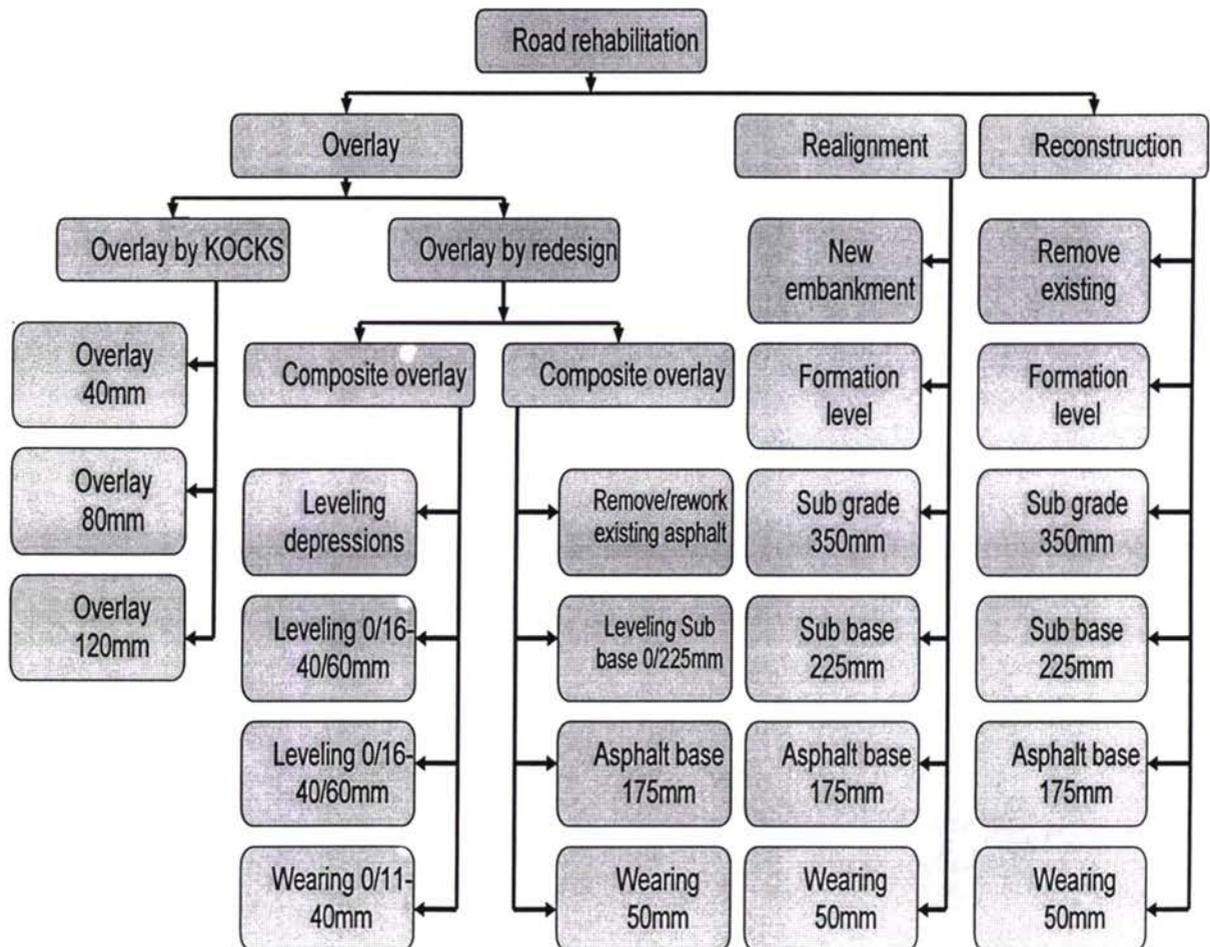 Road rehabilitation
Overlay
Realignment
Reconstruction
Overlay by KOCKS
Overlay by redesign
Overlay
40mm
Overlay
80mm
Overlay
120mm
Composite overlay
Leveling
depressions
Leveling 0/16-
40/60mm
Leveling 0/16-
40/60mm
Wearing 0/11-
40mm
Composite overlay
Remove/rework
existing asphalt
Leveling Sub
base 0/225mm
Asphalt base
175mm
Wearing
50mm
New
embankment
Formation
level
Sub grade
350mm
Sub base
225mm
Asphalt base
175mm
Wearing
50mm
Remove
existing
Formation
level
Sub grade
350mm
Sub base
225mm
Asphalt base
175mm
Wearing
50mm